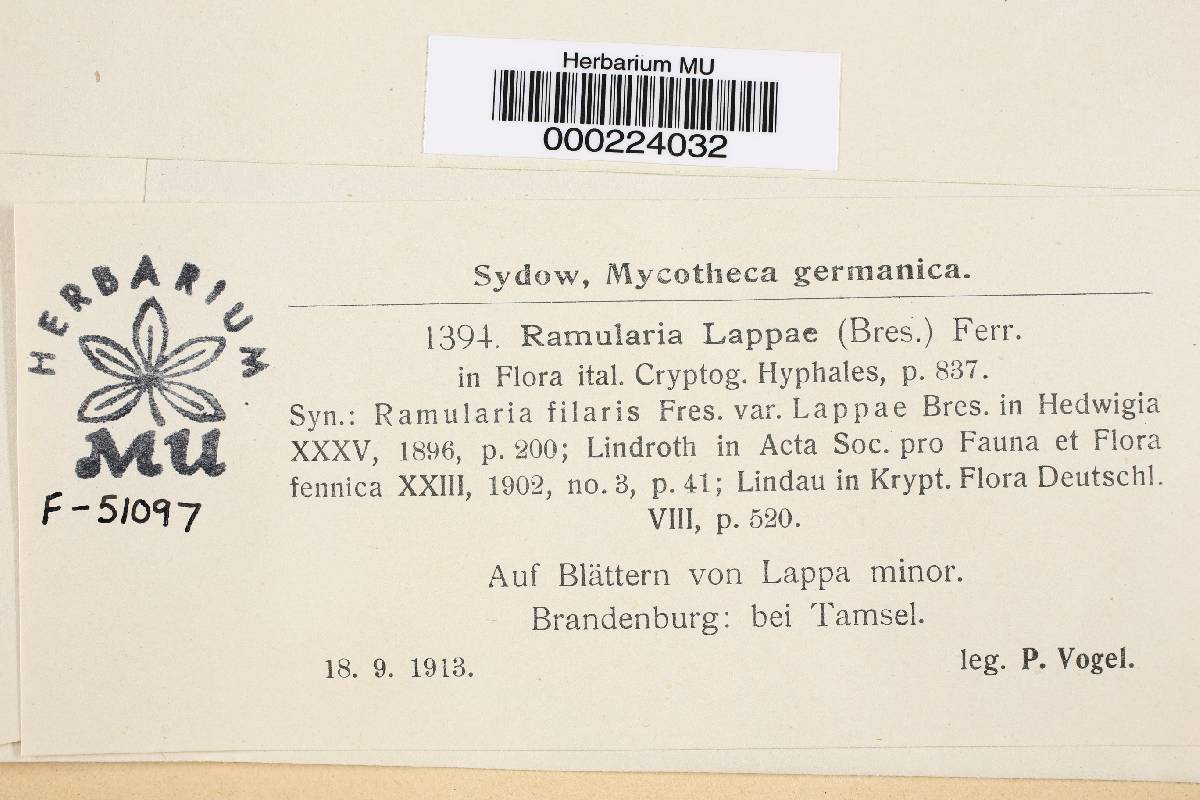 Herbarium MU
000224032
HERBARIUM
MU
F-51097
Sydow, Mycotheca germanica.
1394. Ramularia Lappae (Bres.) Ferr.
in Flora ital. Cryptog. Hyphales, p. 837.
Syn.: Ramularia filaris Fres. var. Lappae Bres. in Hedwigia
XXXV, 1896, p. 200; Lindroth in Acta Soc. pro Fauna et Flora
fennica XXIII, 1902, no. 3, p. 41; Lindau in Krypt. Flora Deutschl.
VIII, p. 520.
Auf Blättern von Lappa minor.
Brandenburg: bei Tamsel.
18. 9. 1913.
leg. P. Vogel.